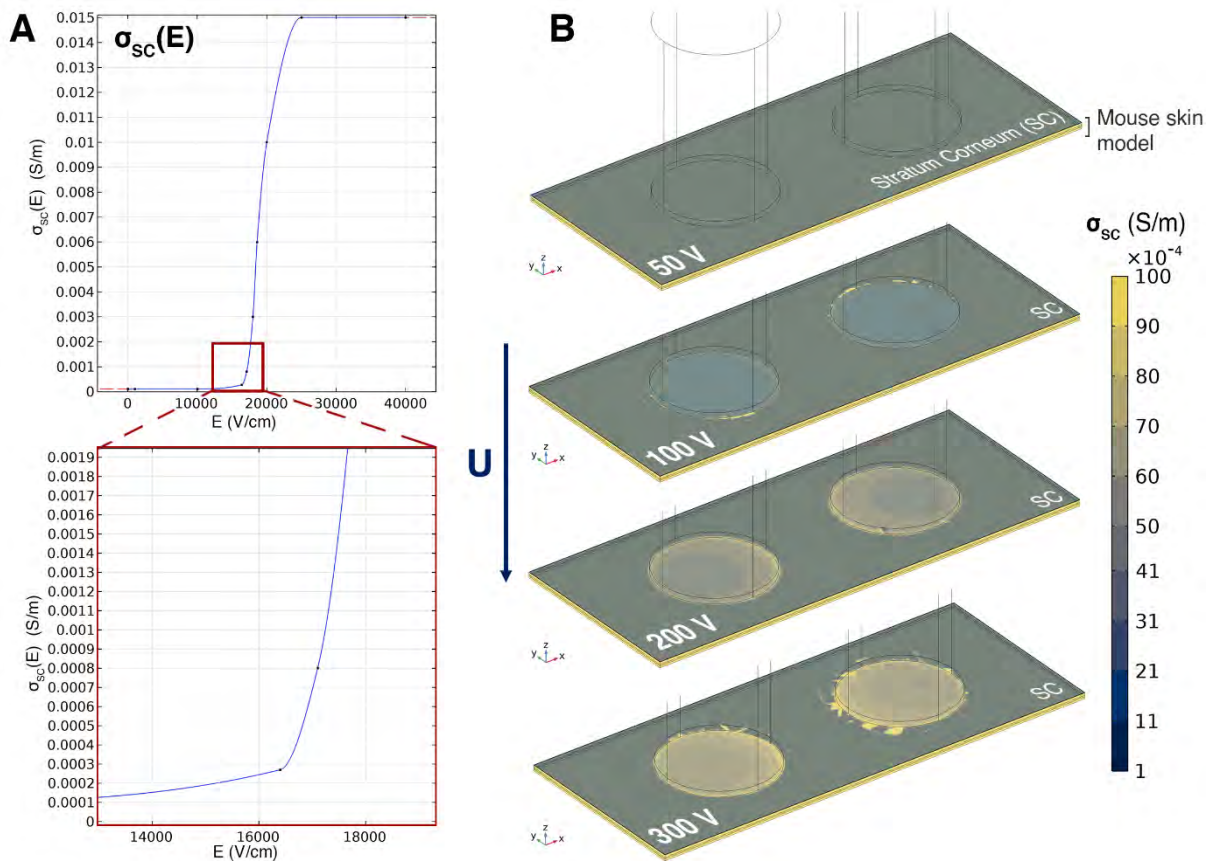 A
σSC(E)
0.015
0.014
0.013
0.012
0.011
0.010
0.009
0.008
0.007
0.006
0.005
0.004
0.003
0.002
0.001
0
σSC(E) (S/m)
0
10000
20000
30000
40000
E (V/cm)
0.0019
0.0018
0.0017
0.0016
0.0015
0.0014
0.0013
0.0012
0.0011
0.0010
0.0009
0.0008
0.0007
0.0006
0.0005
0.0004
0.0003
0.0002
0.0001
0
σSC(E) (S/m)
14000
16000
18000
E (V/cm)
B
Mouse skin
model
Stratum Corneum (SC)
50 V
y z x
SC
100 V
y z x
U
SC
200 V
y z x
SC
300 V
y z x
σSC (S/m)
×10⁻⁴
100
90
80
70
60
50
41
31
21
11
1